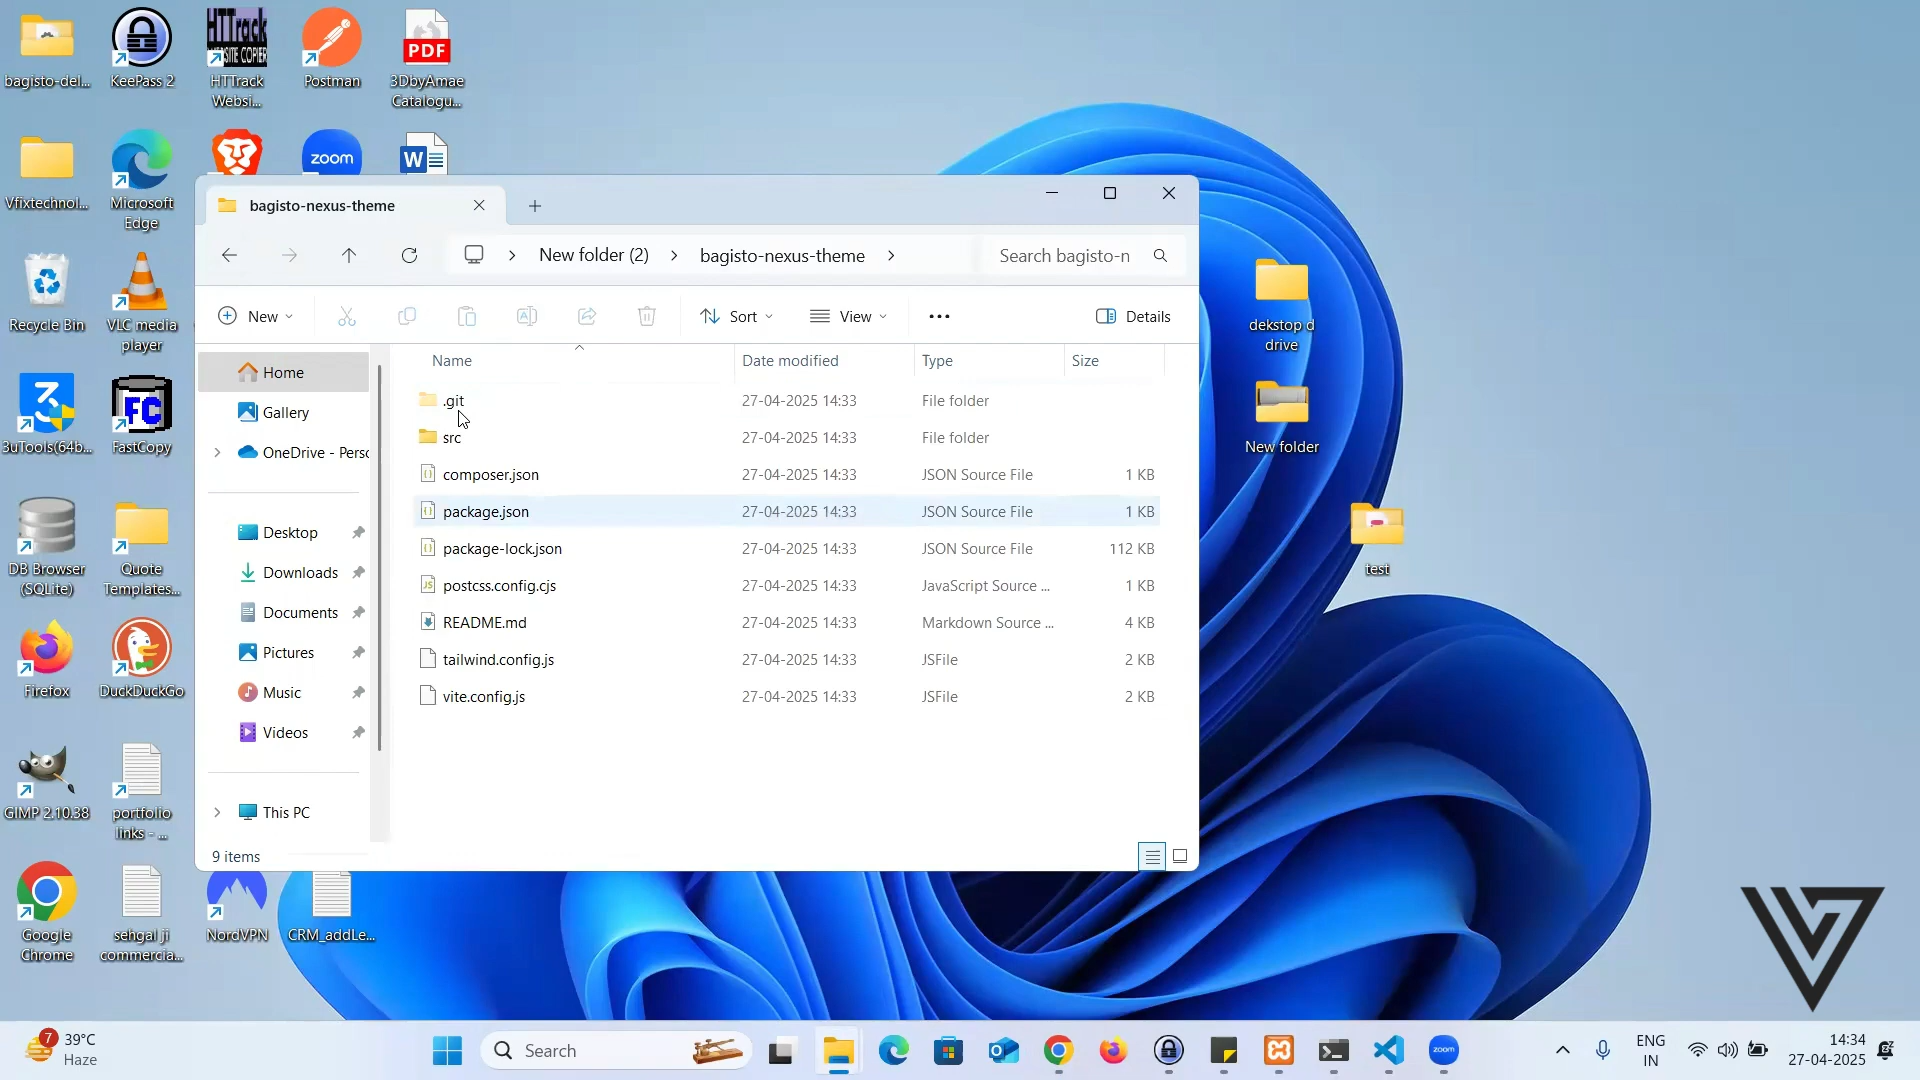 bagisto-del...
KeePass 2
HTTrack
WEBSITE COPIER
HTTrack
Websi...
Postman
PDF
3DbyAmae
Catalogu...
Vfixtechnol...
Microsoft
Edge
zoom
W
Recycle Bin
VLC media
player
3uTools(64b...
FC
FastCopy
DB Browser
(SQLite)
Quote
Templates...
Firefox
DuckDuckGo
GIMP 2.10.38
portfolio
links - ...
Google
Chrome
sehgal ji
commercia...
NordVPN
CRM_addLe...
bagisto-nexus-theme
New folder (2)
bagisto-nexus-theme
Search bagisto-n
New
Sort
View
Details
Home
Gallery
OneDrive - Perso
Desktop
Downloads
Documents
Pictures
Music
Videos
This PC
Name Date modified Type Size
.git 27-04-2025 14:33 File folder
src 27-04-2025 14:33 File folder
composer.json 27-04-2025 14:33 JSON Source File 1 KB
package.json 27-04-2025 14:33 JSON Source File 1 KB
package-lock.json 27-04-2025 14:33 JSON Source File 112 KB
postcss.config.cjs 27-04-2025 14:33 JavaScript Source ... 1 KB
README.md 27-04-2025 14:33 Markdown Source ... 4 KB
tailwind.config.js 27-04-2025 14:33 JSFile 2 KB
vite.config.js 27-04-2025 14:33 JSFile 2 KB
9 items
dekstop d
drive
New folder
test
7
39°C
Haze
Search
zoom
ENG
IN
14:34
27-04-2025